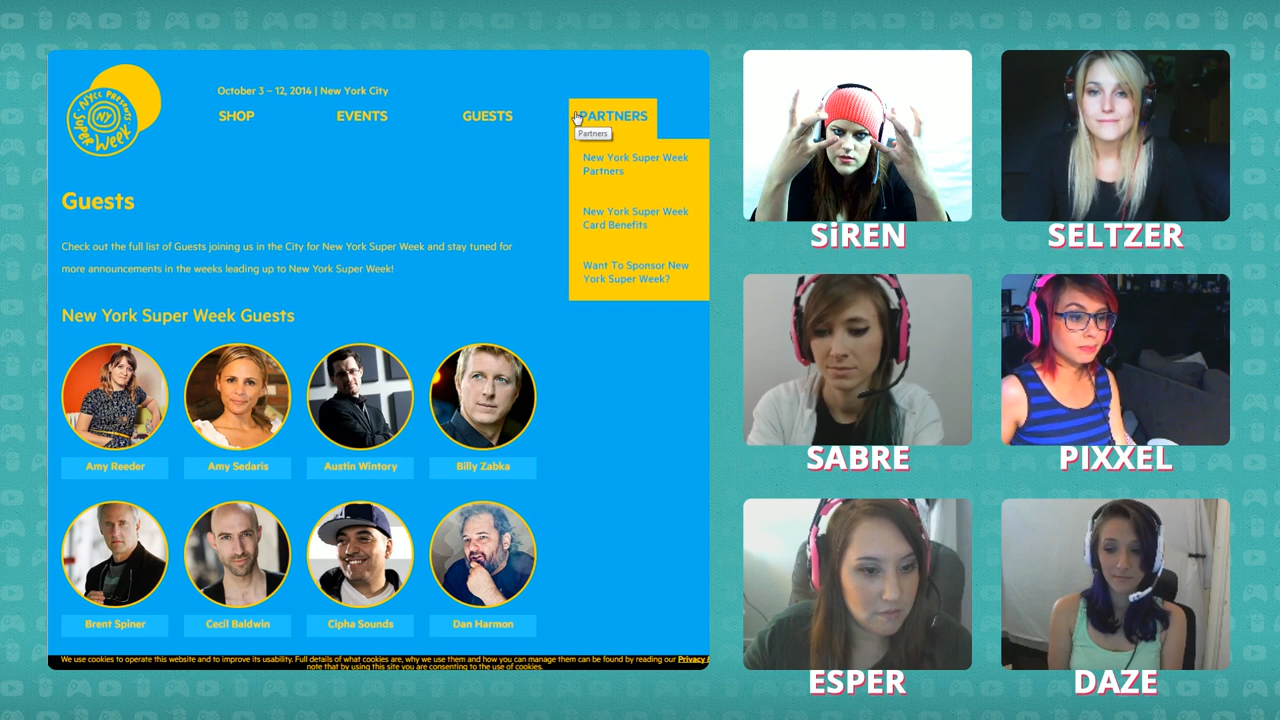 NYCC PRESENTS
NY
SUPER WEEK
October 3 – 12, 2014 | New York City
SHOP
EVENTS
GUESTS
PARTNERS
Partners
New York Super Week
Partners
New York Super Week
Card Benefits
Want To Sponsor New
York Super Week?
Guests
Check out the full list of Guests joining us in the City for New York Super Week and stay tuned for
more announcements in the weeks leading up to New York Super Week!
New York Super Week Guests
Amy Reeder
Amy Sedaris
Austin Wintory
Billy Zabka
Brent Spiner
Cecil Baldwin
Cipha Sounds
Dan Harmon
We use cookies to operate this website and to improve its usability. Full details of what cookies are, why we use them and how you can manage them can be found by reading our Privacy
note that by using this site you are consenting to the use of cookies.
SiREN
SELTZER
SABRE
PIXXEL
ESPER
DAZE